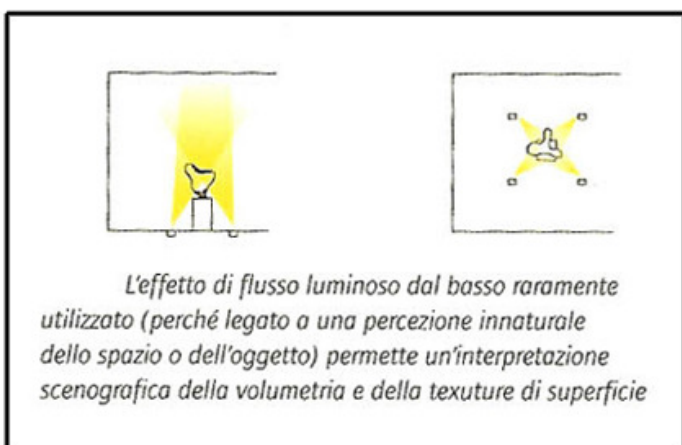 L'effetto di flusso luminoso dal basso raramente
utilizzato (perché legato a una percezione innaturale
dello spazio o dell'oggetto) permette un'interpretazione
scenografica della volumetria e della texuture di superficie